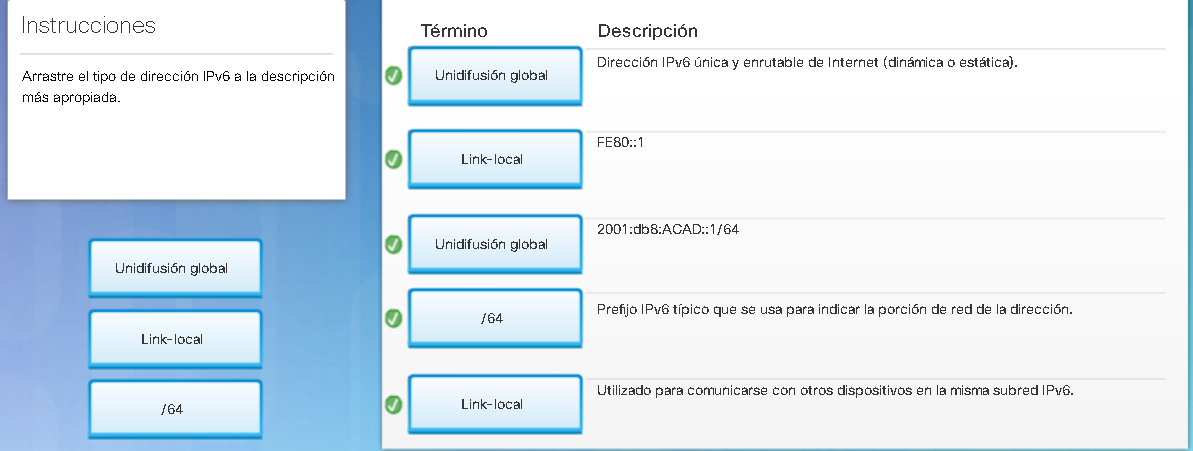 Instrucciones
Arrastre el tipo de dirección IPv6 a la descripción
más apropiada.
Unidifusión global
Link-local
/64
Término Descripción
Unidifusión global Dirección IPv6 única y enrutable de Internet (dinámica o estática).
Link-local FE80::1
Unidifusión global 2001:db8:ACAD::1/64
/64 Prefijo IPv6 típico que se usa para indicar la porción de red de la dirección.
Link-local Utilizado para comunicarse con otros dispositivos en la misma subred IPv6.